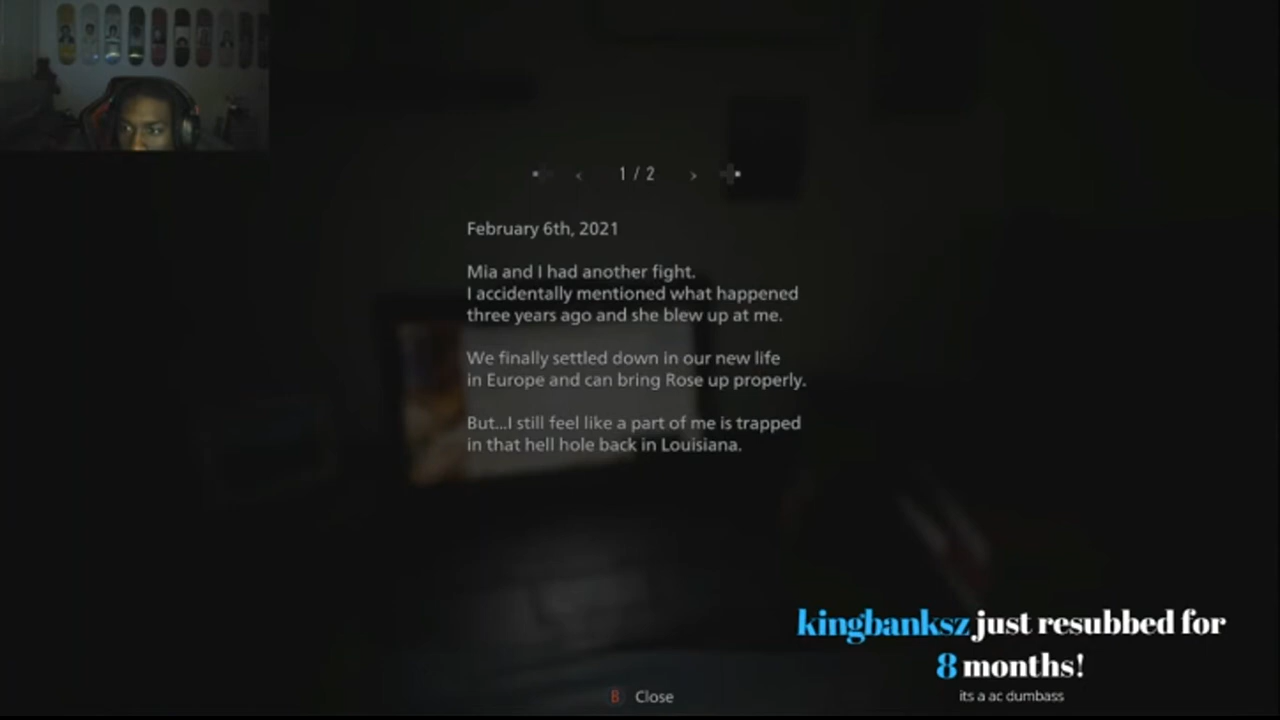 1 / 2
February 6th, 2021
Mia and I had another fight.
I accidentally mentioned what happened
three years ago and she blew up at me.
We finally settled down in our new life
in Europe and can bring Rose up properly.
But...I still feel like a part of me is trapped
in that hell hole back in Louisiana.
kingbanksz just resubbed for
8 months!
its a ac dumbass
B Close